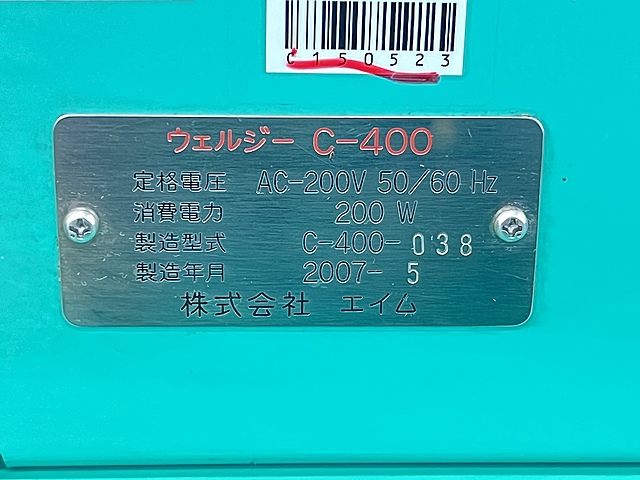 C150523
ウェルジー C-400
定格電圧 AC-200V 50/60 Hz
消費電力 200 W
製造型式 C-400-038
製造年月 2007-5
株式会社 エイム